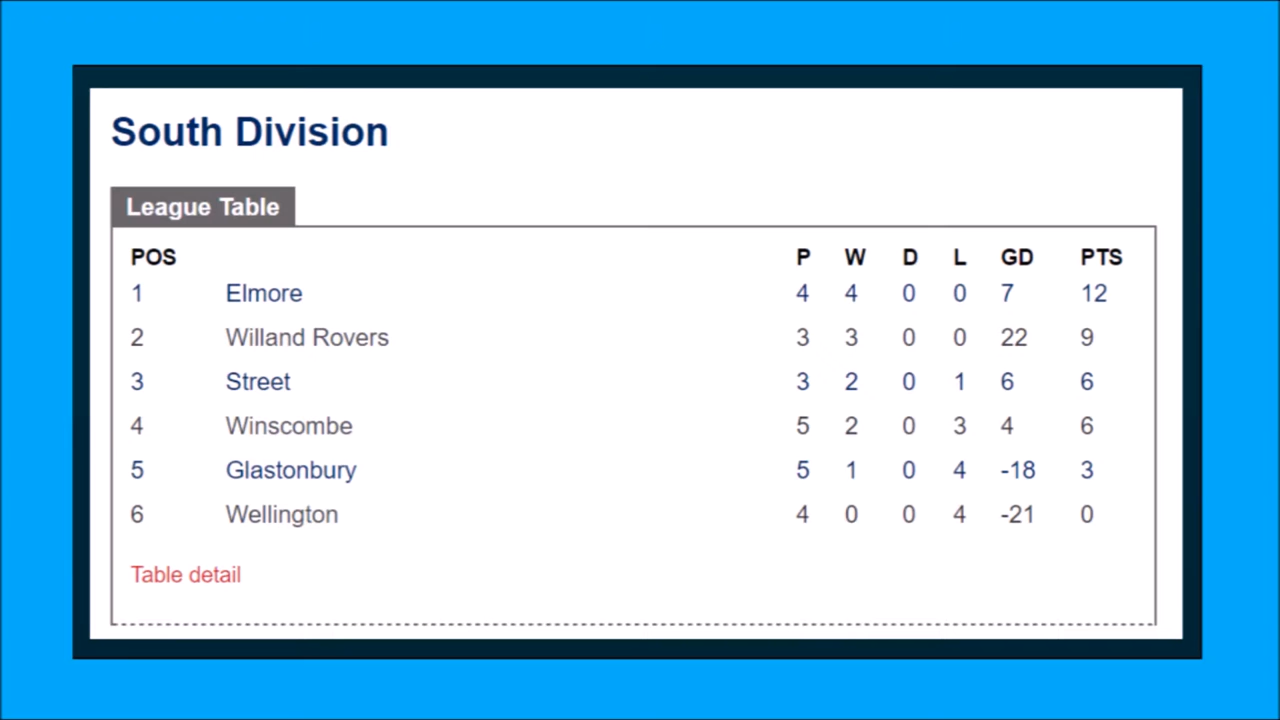 South Division
League Table
POS P W D L GD PTS
1 Elmore 4 4 0 0 7 12
2 Willand Rovers 3 3 0 0 22 9
3 Street 3 2 0 1 6 6
4 Winscombe 5 2 0 3 4 6
5 Glastonbury 5 1 0 4 -18 3
6 Wellington 4 0 0 4 -21 0
Table detail